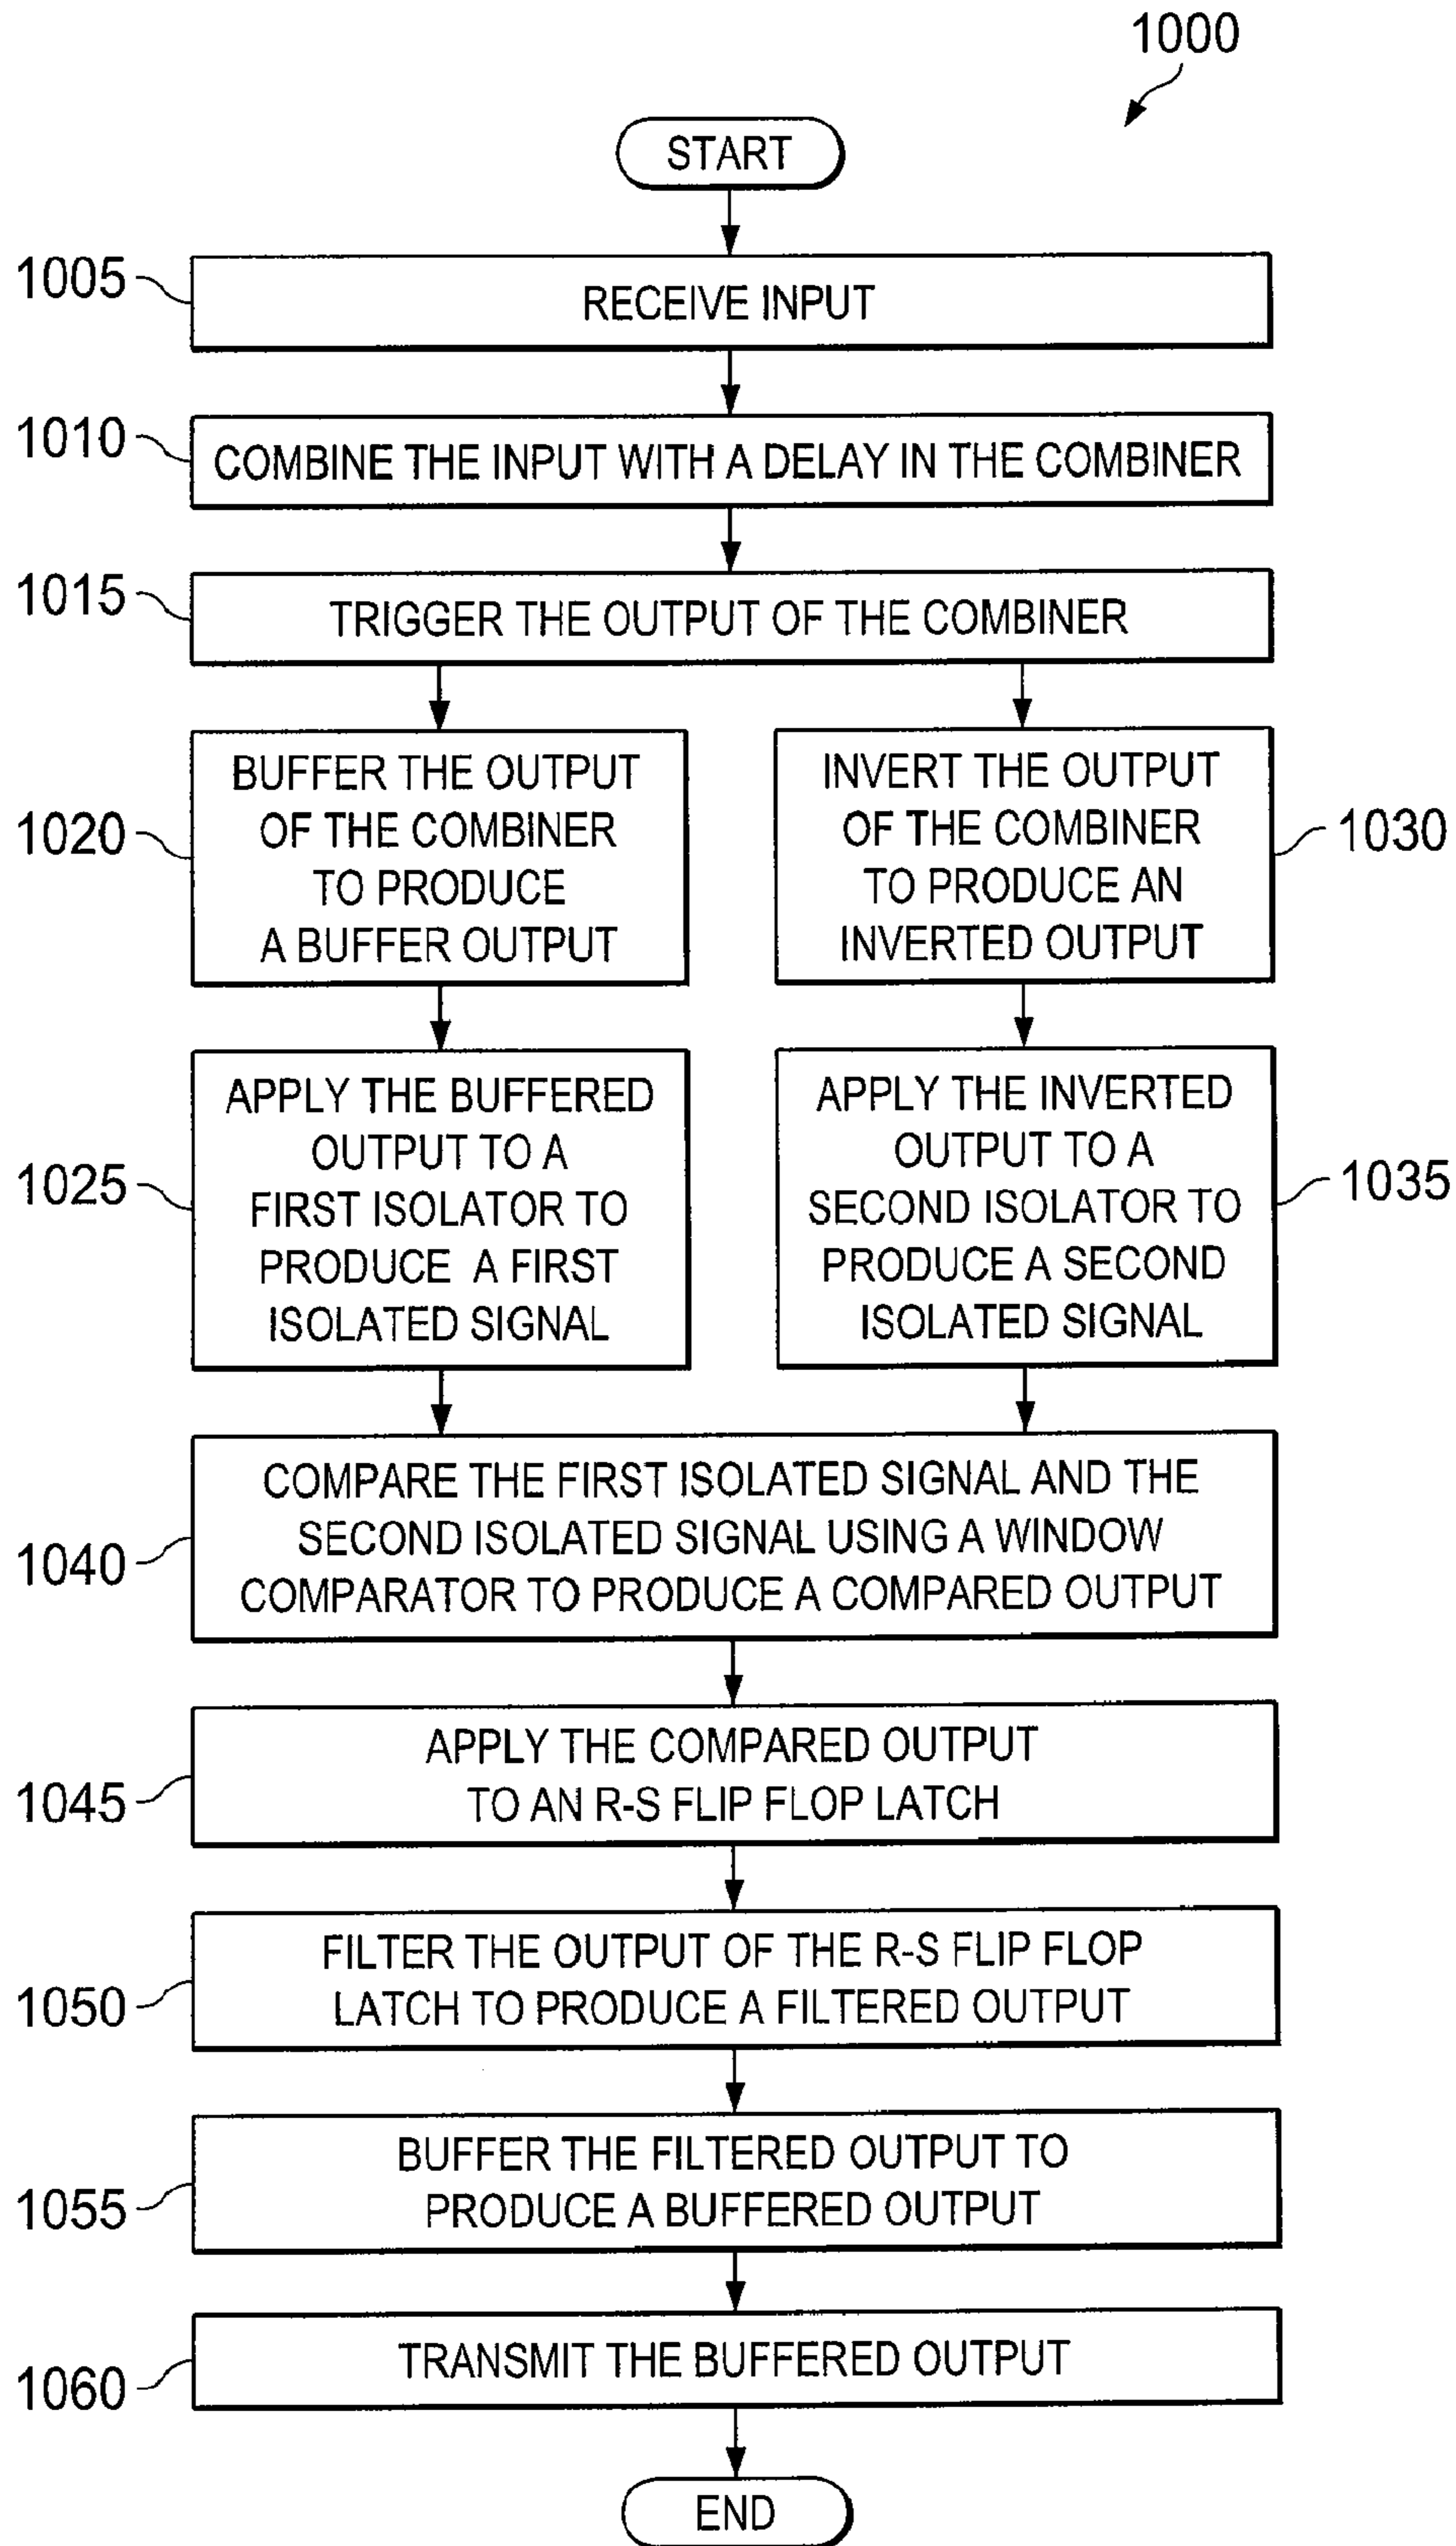 1000
START
1005
RECEIVE INPUT
1010
COMBINE THE INPUT WITH A DELAY IN THE COMBINER
1015
TRIGGER THE OUTPUT OF THE COMBINER
1020
BUFFER THE OUTPUT
OF THE COMBINER
TO PRODUCE
A BUFFER OUTPUT
INVERT THE OUTPUT
OF THE COMBINER
TO PRODUCE AN
INVERTED OUTPUT
1030
1025
APPLY THE BUFFERED
OUTPUT TO A
FIRST ISOLATOR TO
PRODUCE A FIRST
ISOLATED SIGNAL
APPLY THE INVERTED
OUTPUT TO A
SECOND ISOLATOR TO
PRODUCE A SECOND
ISOLATED SIGNAL
1035
1040
COMPARE THE FIRST ISOLATED SIGNAL AND THE
SECOND ISOLATED SIGNAL USING A WINDOW
COMPARATOR TO PRODUCE A COMPARED OUTPUT
1045
APPLY THE COMPARED OUTPUT
TO AN R-S FLIP FLOP LATCH
1050
FILTER THE OUTPUT OF THE R-S FLIP FLOP
LATCH TO PRODUCE A FILTERED OUTPUT
1055
BUFFER THE FILTERED OUTPUT TO
PRODUCE A BUFFERED OUTPUT
1060
TRANSMIT THE BUFFERED OUTPUT
END